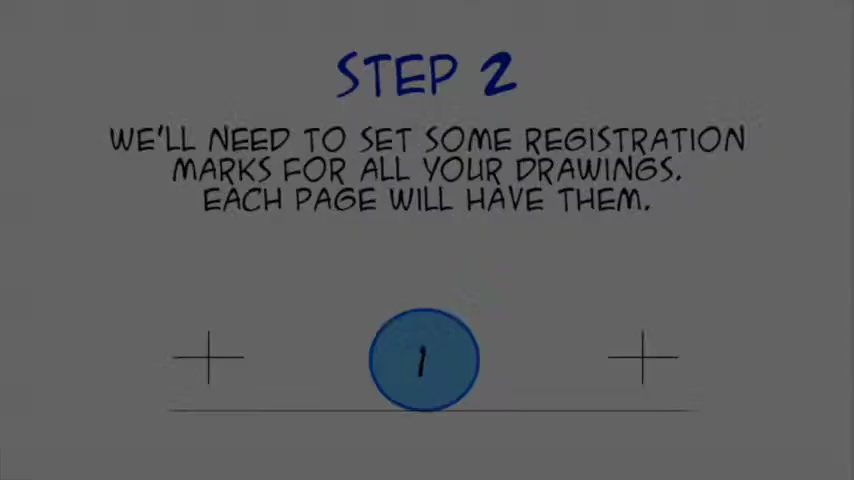 STEP 2
WE'LL NEED TO SET SOME REGISTRATION
MARKS FOR ALL YOUR DRAWINGS.
EACH PAGE WILL HAVE THEM.
1